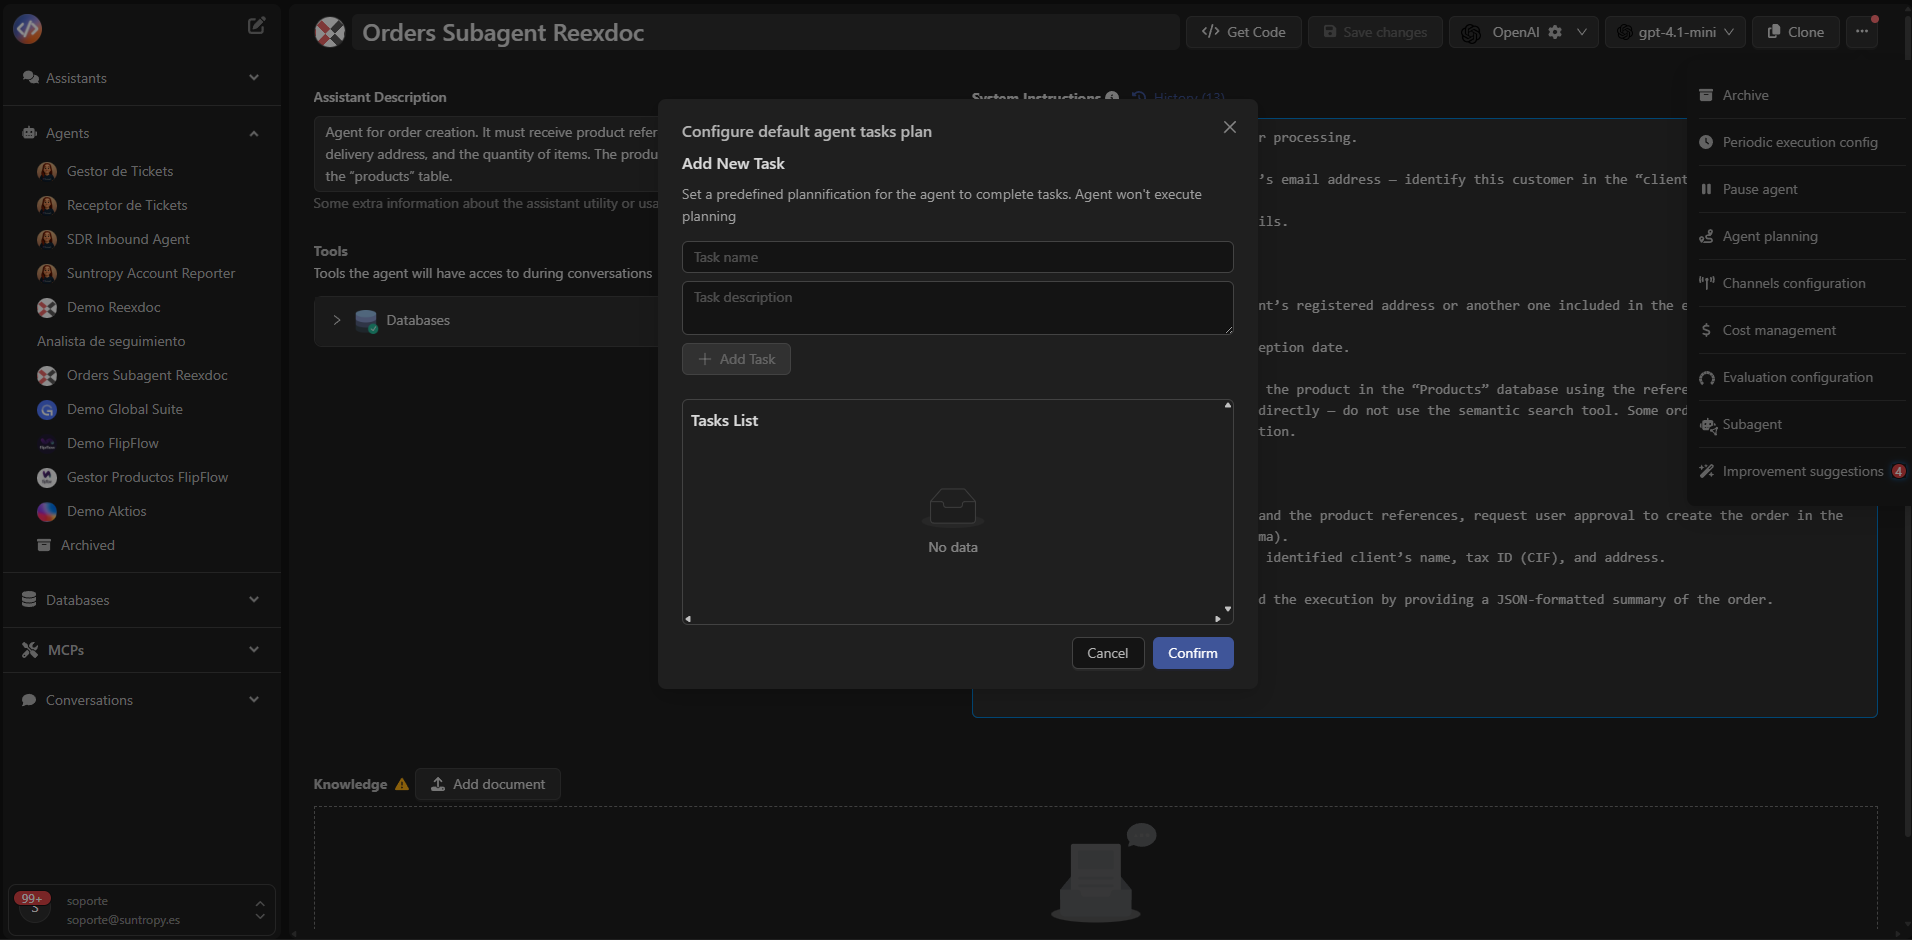 Assistants
Agents
Gestor de Tickets
Receptor de Tickets
SDR Inbound Agent
Suntropy Account Reporter
Demo Reexdoc
Analista de seguimiento
Orders Subagent Reexdoc
Demo Global Suite
Demo FlipFlow
Gestor Productos FlipFlow
Demo Aktios
Archived
Databases
MCPs
Conversations
99+
soporte
soporte@suntropy.es
Orders Subagent Reexdoc
Get Code
Save changes
OpenAI
gpt-4.1-mini
Clone
Assistant Description
Agent for order creation. It must receive product refer
delivery address, and the quantity of items. The produ
the “products” table.
Some extra information about the assistant utility or usa
Tools
Tools the agent will have acces to during conversations
Databases
System Instructions
History (13)
r processing.
’s email address – identify this customer in the “client
ils.
nt’s registered address or another one included in the e
eption date.
the product in the “Products” database using the refere
directly – do not use the semantic search tool. Some ord
tion.
and the product references, request user approval to create the order in the
ma).
identified client’s name, tax ID (CIF), and address.
d the execution by providing a JSON-formatted summary of the order.
Configure default agent tasks plan
Add New Task
Set a predefined plannification for the agent to complete tasks. Agent won't execute
planning
Task name
Task description
Add Task
Tasks List
No data
Cancel
Confirm
Archive
Periodic execution config
Pause agent
Agent planning
Channels configuration
Cost management
Evaluation configuration
Subagent
Improvement suggestions 4
Knowledge
Add document